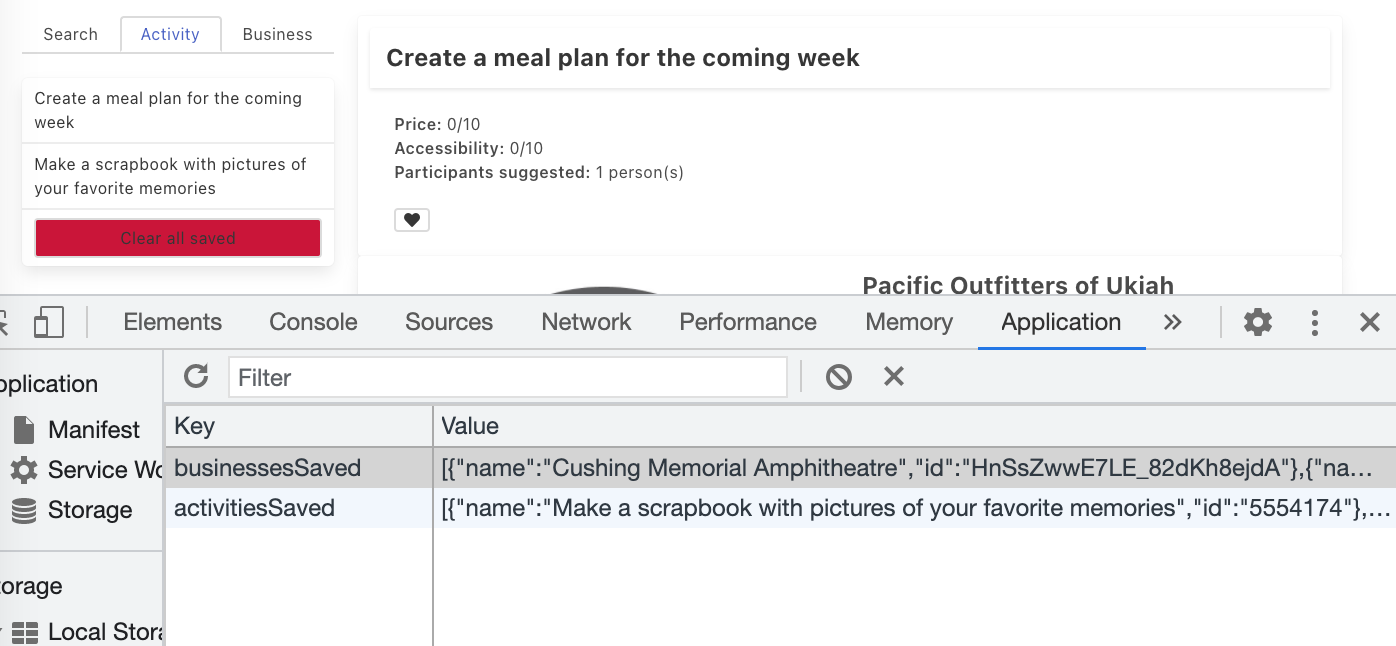 Search Activity Business
Create a meal plan for the coming
week
Make a scrapbook with pictures of
your favorite memories
Clear all saved
Create a meal plan for the coming week
Price: 0/10
Accessibility: 0/10
Participants suggested: 1 person(s)
Pacific Outfitters of Ukiah
Elements Console Sources Network Performance Memory Application
pplication
Manifest
Service Wo
Storage
torage
Local Stora
Filter
Key Value
businessesSaved [{"name":"Cushing Memorial Amphitheatre","id":"HnSsZwwE7LE_82dKh8ejdA"},{"na…
activitiesSaved [{"name":"Make a scrapbook with pictures of your favorite memories","id":"5554174"},…